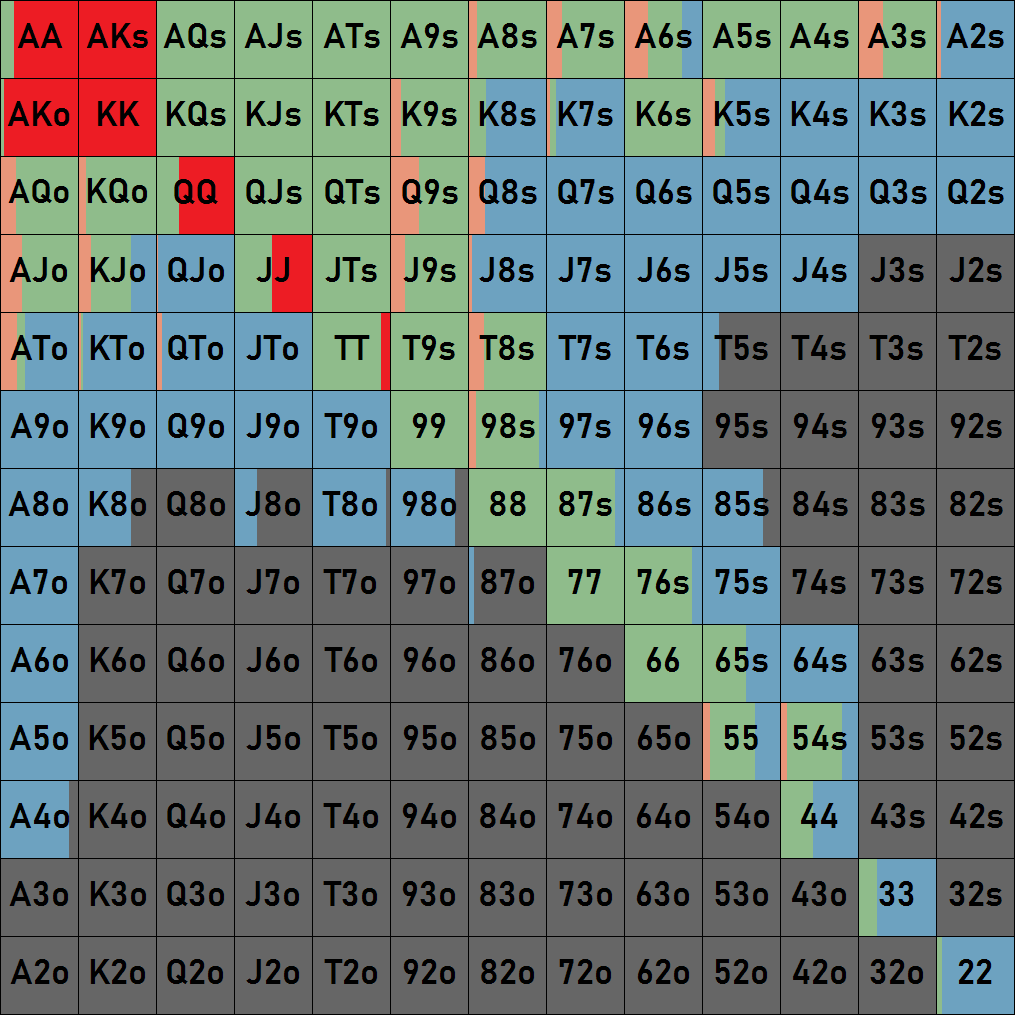 AA AKs AQs AJs ATs A9s A8s A7s A6s A5s A4s A3s A2s
AKo KK KQs KJs KTs K9s K8s K7s K6s K5s K4s K3s K2s
AQo KQo QQ QJs QTs Q9s Q8s Q7s Q6s Q5s Q4s Q3s Q2s
AJo KJo QJo JJ JTs J9s J8s J7s J6s J5s J4s J3s J2s
ATo KTo QTo JTo TT T9s T8s T7s T6s T5s T4s T3s T2s
A9o K9o Q9o J9o T9o 99 98s 97s 96s 95s 94s 93s 92s
A8o K8o Q8o J8o T8o 98o 88 87s 86s 85s 84s 83s 82s
A7o K7o Q7o J7o T7o 97o 87o 77 76s 75s 74s 73s 72s
A6o K6o Q6o J6o T6o 96o 86o 76o 66 65s 64s 63s 62s
A5o K5o Q5o J5o T5o 95o 85o 75o 65o 55 54s 53s 52s
A4o K4o Q4o J4o T4o 94o 84o 74o 64o 54o 44 43s 42s
A3o K3o Q3o J3o T3o 93o 83o 73o 63o 53o 43o 33 32s
A2o K2o Q2o J2o T2o 92o 82o 72o 62o 52o 42o 32o 22